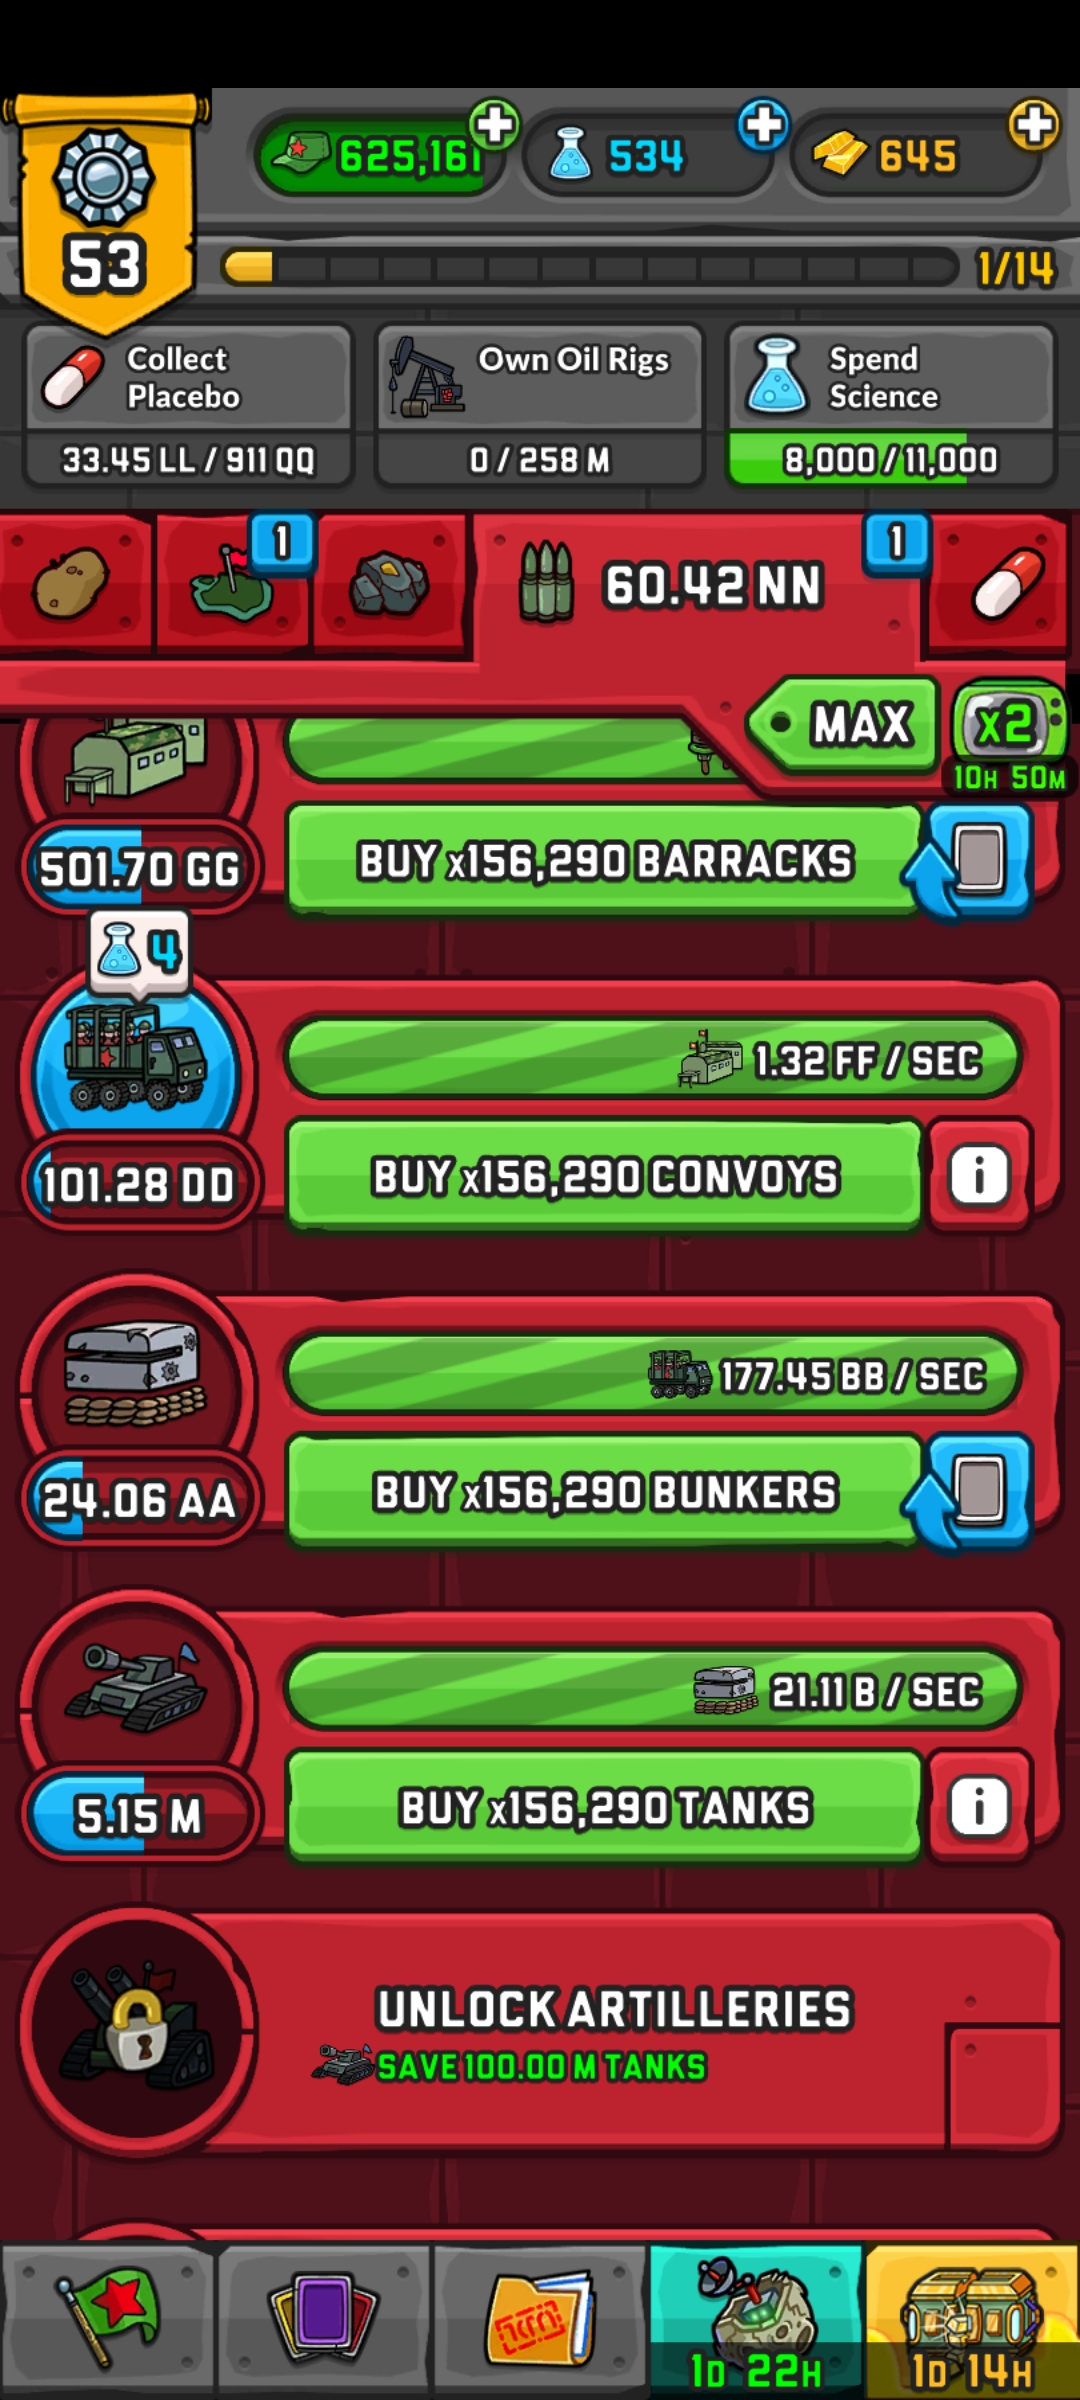 625,161
534
645
53
1/14
Collect
Placebo
33.45 LL / 911 QQ
Own Oil Rigs
0 / 258 M
Spend
Science
8,000 / 11,000
1
60.42 NN
1
MAX
X2
10H 50M
501.70 GG
BUY x156,290 BARRACKS
4
1.32 FF / SEC
101.28 DD
BUY x156,290 CONVOYS
i
177.45 BB / SEC
24.06 AA
BUY x156,290 BUNKERS
21.11 B / SEC
5.15 M
BUY x156,290 TANKS
i
UNLOCK ARTILLERIES
SAVE 100.00 M TANKS
1D 22H
1D 14H